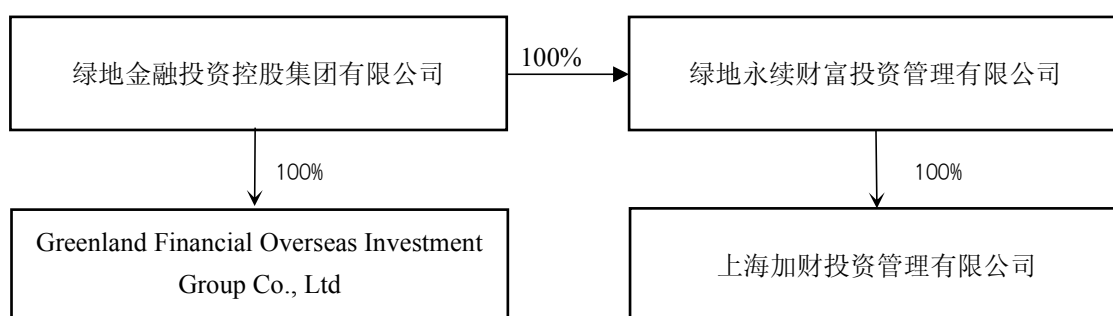 绿地金融投资控股集团有限公司
100%
绿地永续财富投资管理有限公司
100%
100%
Greenland Financial Overseas Investment
Group Co., Ltd
上海加财投资管理有限公司